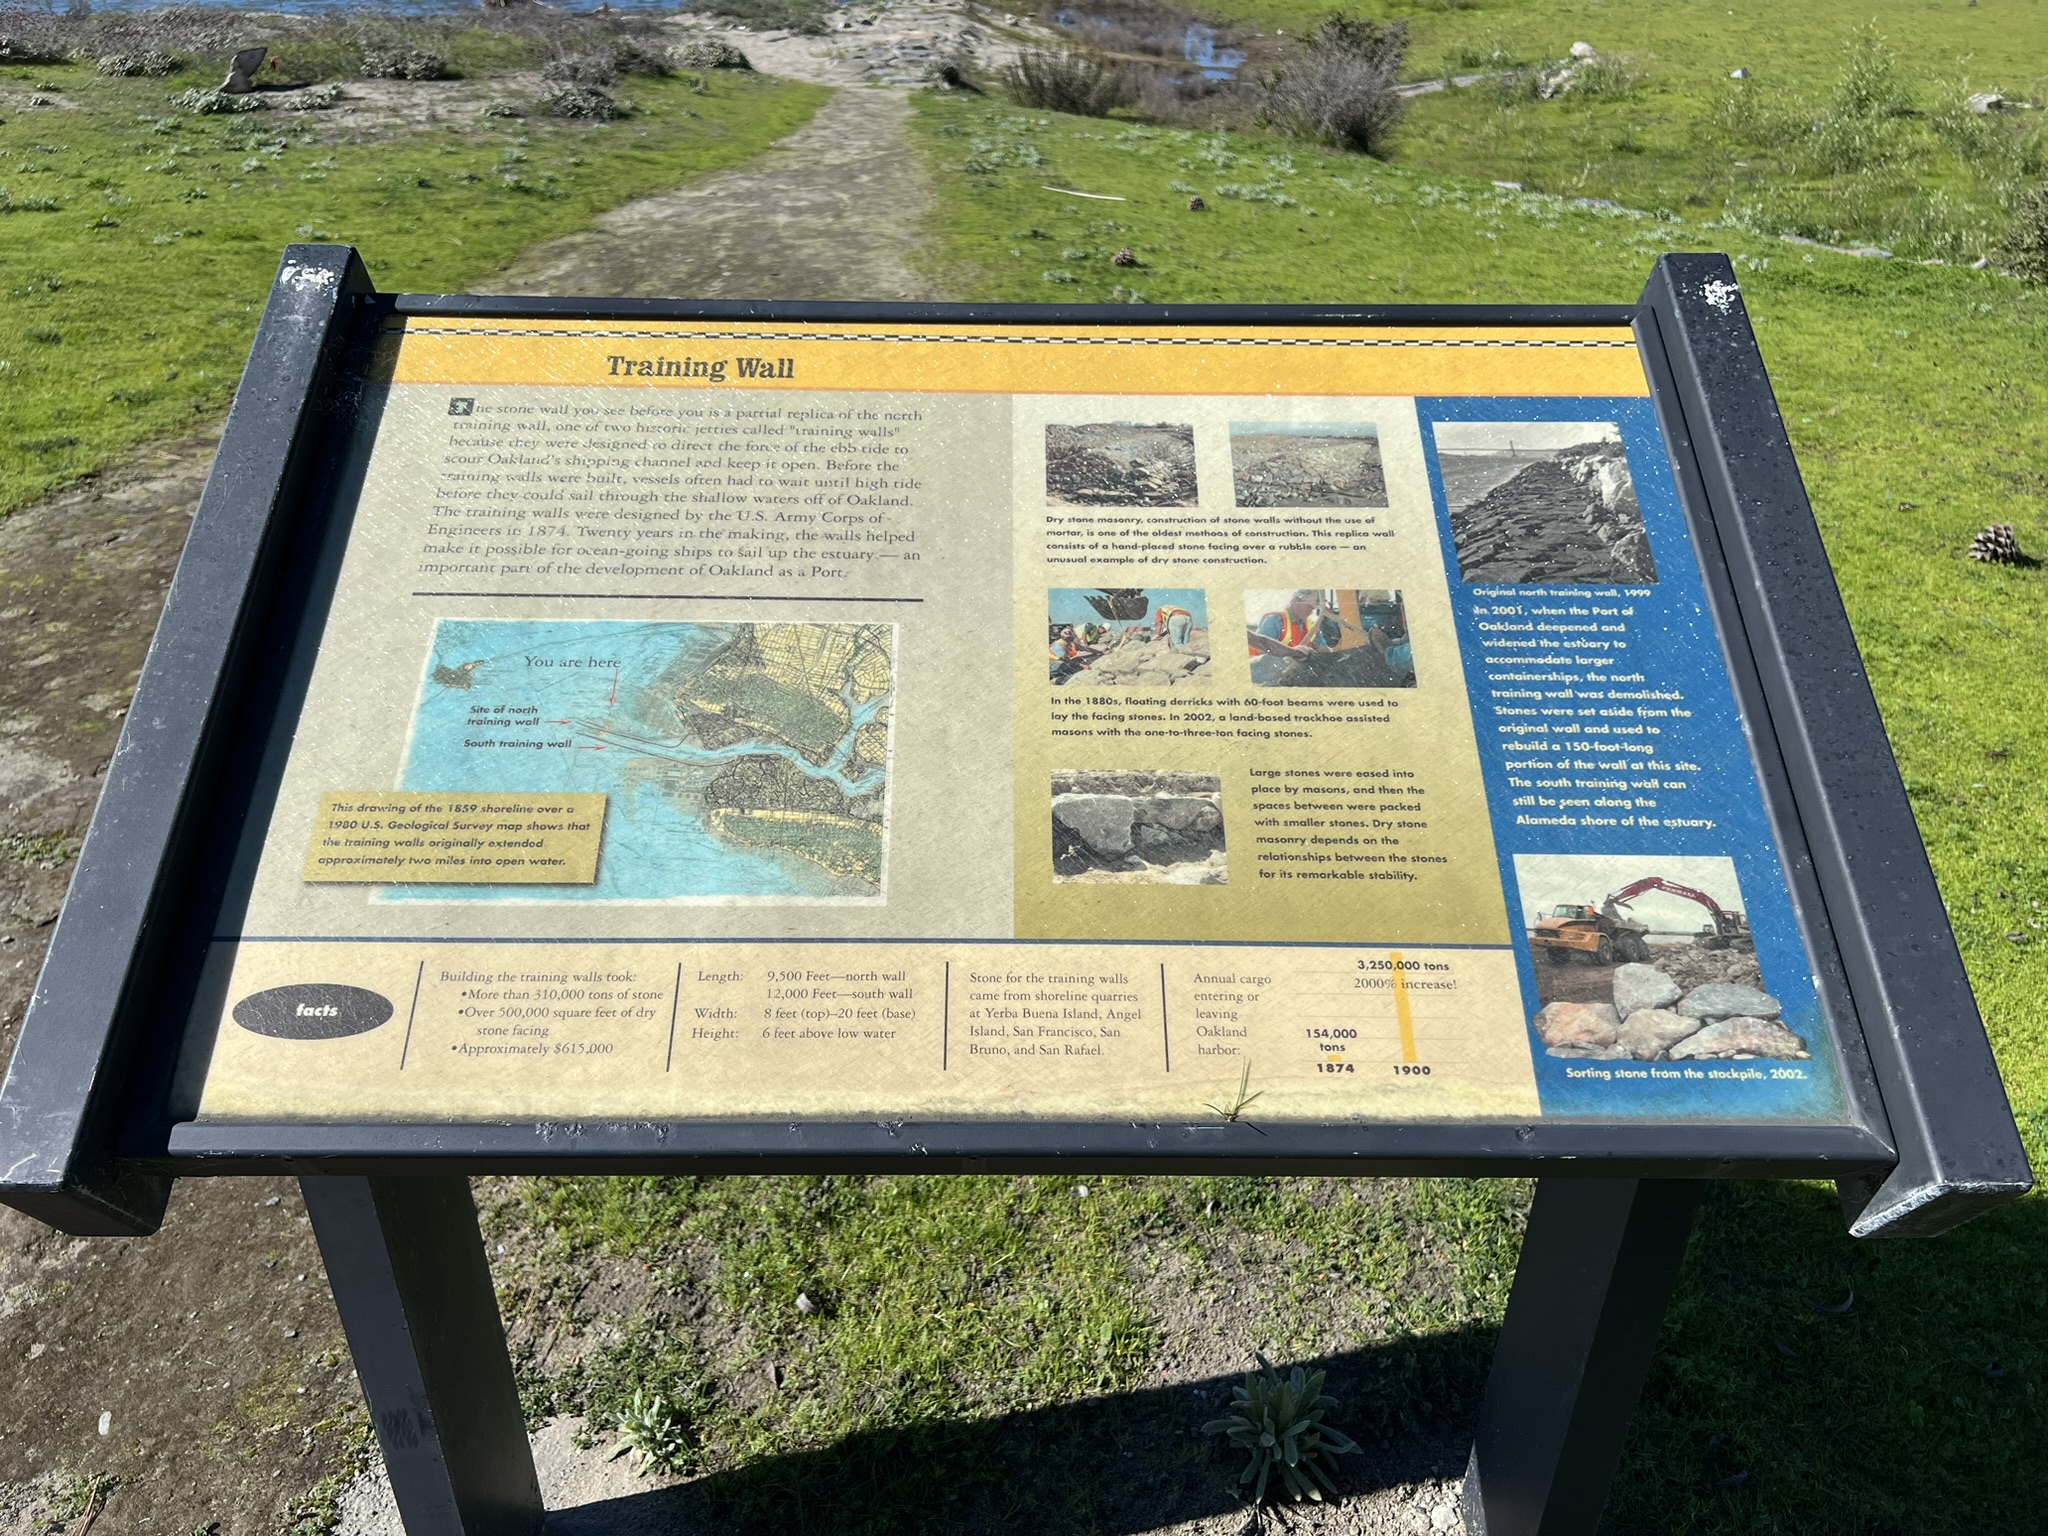 Training Wall
The stone wall you see before you is a partial replica of the north
training wall, one of two historic jetties called "training walls"
because they were designed to direct the force of the ebb tide to
scour Oakland's shipping channel and keep it open. Before the
training walls were built, vessels often had to wait until high tide
before they could sail through the shallow waters off of Oakland.
The training walls were designed by the U.S. Army Corps of
Engineers in 1874. Twenty years in the making, the walls helped
make it possible for ocean-going ships to sail up the estuary — an
important part of the development of Oakland as a Port.
You are here
Site of north
training wall
South training wall
This drawing of the 1859 shoreline over a
1980 U.S. Geological Survey map shows that
the training walls originally extended
approximately two miles into open water.
Dry stone masonry, construction of stone walls without the use of
mortar, is one of the oldest methods of construction. This replica wall
consists of a hand-placed stone facing over a rubble core — an
unusual example of dry stone construction.
In the 1880s, floating derricks with 60-foot beams were used to
lay the facing stones. In 2002, a land-based trackhoe assisted
masons with the one-to-three-ton facing stones.
Large stones were eased into
place by masons, and then the
spaces between were packed
with smaller stones. Dry stone
masonry depends on the
relationships between the stones
for its remarkable stability.
Original north training wall, 1999
In 2001, when the Port of
Oakland deepened and
widened the estuary to
accommodate larger
containerships, the north
training wall was demolished.
Stones were set aside from the
original wall and used to
rebuild a 150-foot-long
portion of the wall at this site.
The south training wall can
still be seen along the
Alameda shore of the estuary.
Sorting stone from the stockpile, 2002.
facts
Building the training walls took:
•More than 310,000 tons of stone
•Over 500,000 square feet of dry
stone facing
•Approximately $615,000
Length: 9,500 Feet—north wall
12,000 Feet—south wall
Width: 8 feet (top)–20 feet (base)
Height: 6 feet above low water
Stone for the training walls
came from shoreline quarries
at Yerba Buena Island, Angel
Island, San Francisco, San
Bruno, and San Rafael.
Annual cargo
entering or
leaving
Oakland
harbor:
3,250,000 tons
2000% increase!
154,000
tons
1874 1900